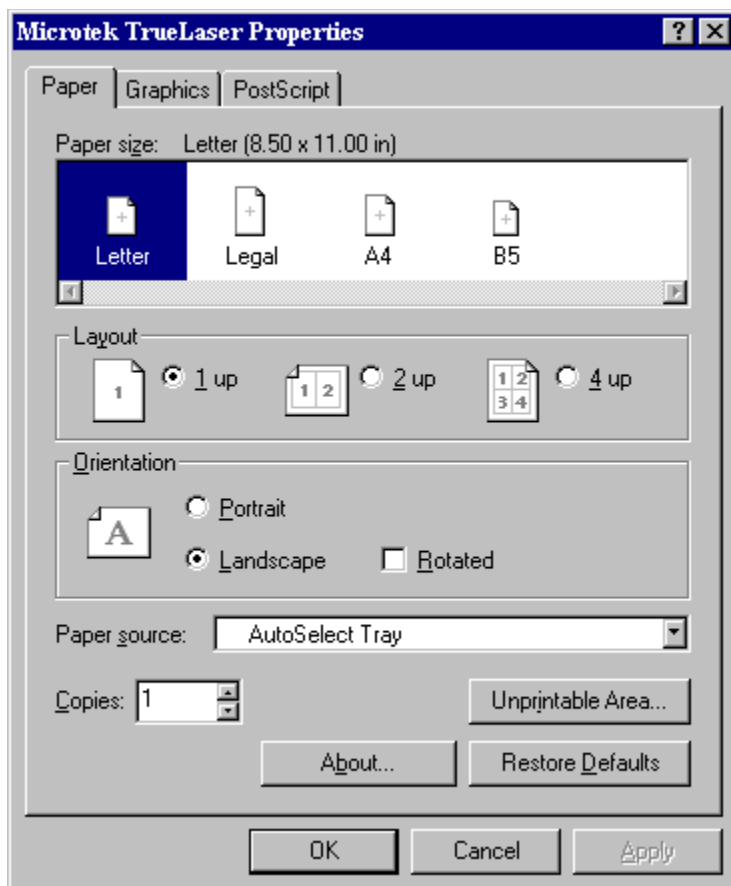 Microtek TrueLaser Properties
Paper Graphics PostScript
Paper size: Letter (8.50 x 11.00 in)
Letter Legal A4 B5
Layout
1 1 up 1 2 2 up 1 2 4 up
3 4
Orientation
Portrait
A
Landscape Rotated
Paper source: AutoSelect Tray
Copies: 1 Unprintable Area...
About... Restore Defaults
OK Cancel Apply